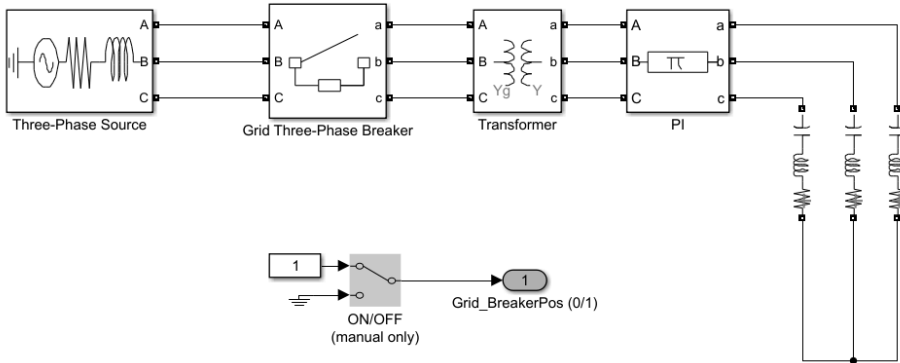 A A A a A a A a
B B b B b B b
C C C c C c C c
Yg Y
π
Three-Phase Source
Grid Three-Phase Breaker
Transformer
PI
1
1
ON/OFF
(manual only)
Grid_BreakerPos (0/1)